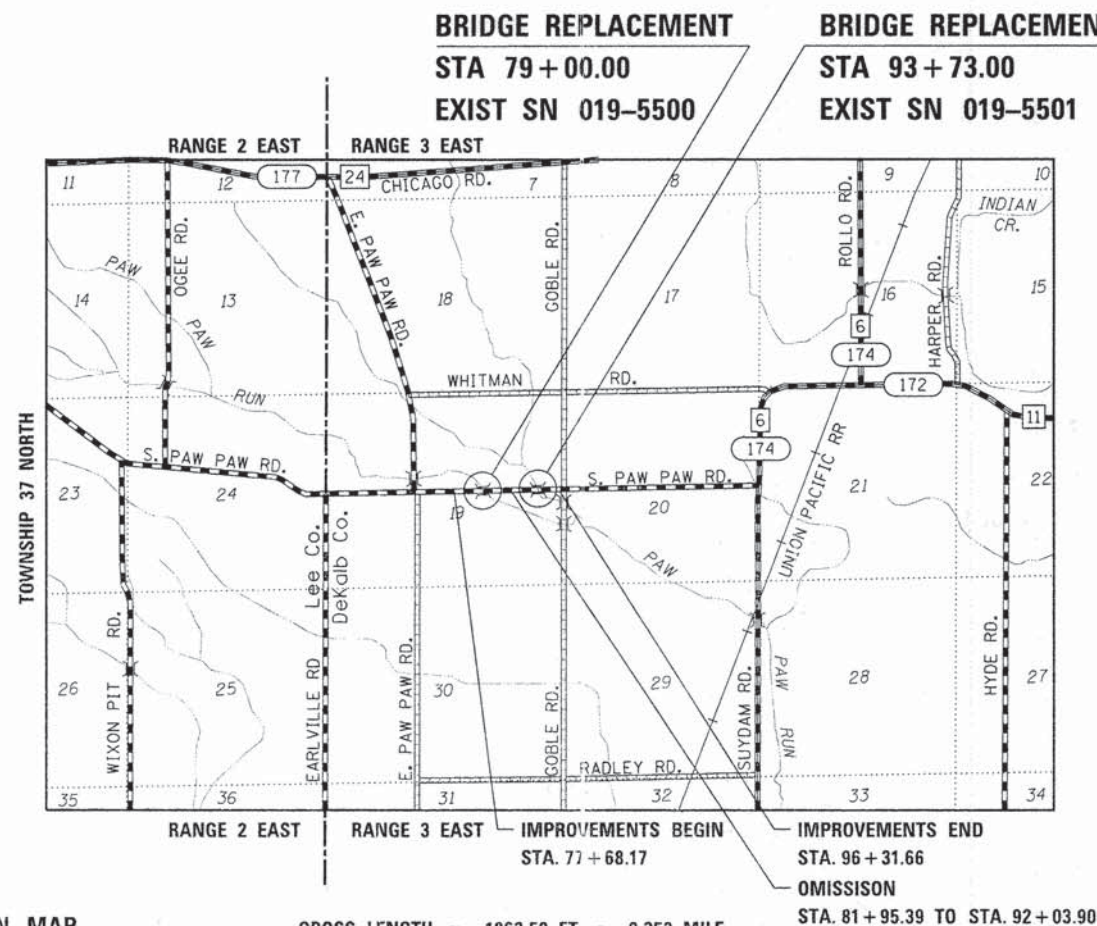 BRIDGE REPLACEMENT
STA 79+00.00
EXIST SN 019-5500
BRIDGE REPLACEMEN
STA 93+73.00
EXIST SN 019-5501
RANGE 2 EAST
RANGE 3 EAST
11
12
177
24
CHICAGO RD.
7
8
9
10
INDIAN
CR.
OGEE RD.
E. PAW PAW RD.
GOBLE RD.
ROLLO RD.
HARPER RD.
PAW
PAW
RUN
14
13
18
17
16
15
6
174
172
11
WHITMAN RD.
6
174
TOWNSHIP 37 NORTH
S. PAW PAW RD.
S. PAW PAW RD.
23
24
19
20
21
22
Lee Co.
DeKalb Co.
UNION PACIFIC RR
PAW
WIXON PIT RD.
EARLVILLE RD
E. PAW PAW RD.
GOBLE RD.
SUYDAM RD.
PAW
RUN
HYDE RD.
26
25
30
29
28
27
RADLEY RD.
35
36
31
32
33
34
RANGE 2 EAST
RANGE 3 EAST
IMPROVEMENTS BEGIN
STA. 77+68.17
IMPROVEMENTS END
STA. 96+31.66
OMISSISON
STA. 81+95.39 TO STA. 92+03.90